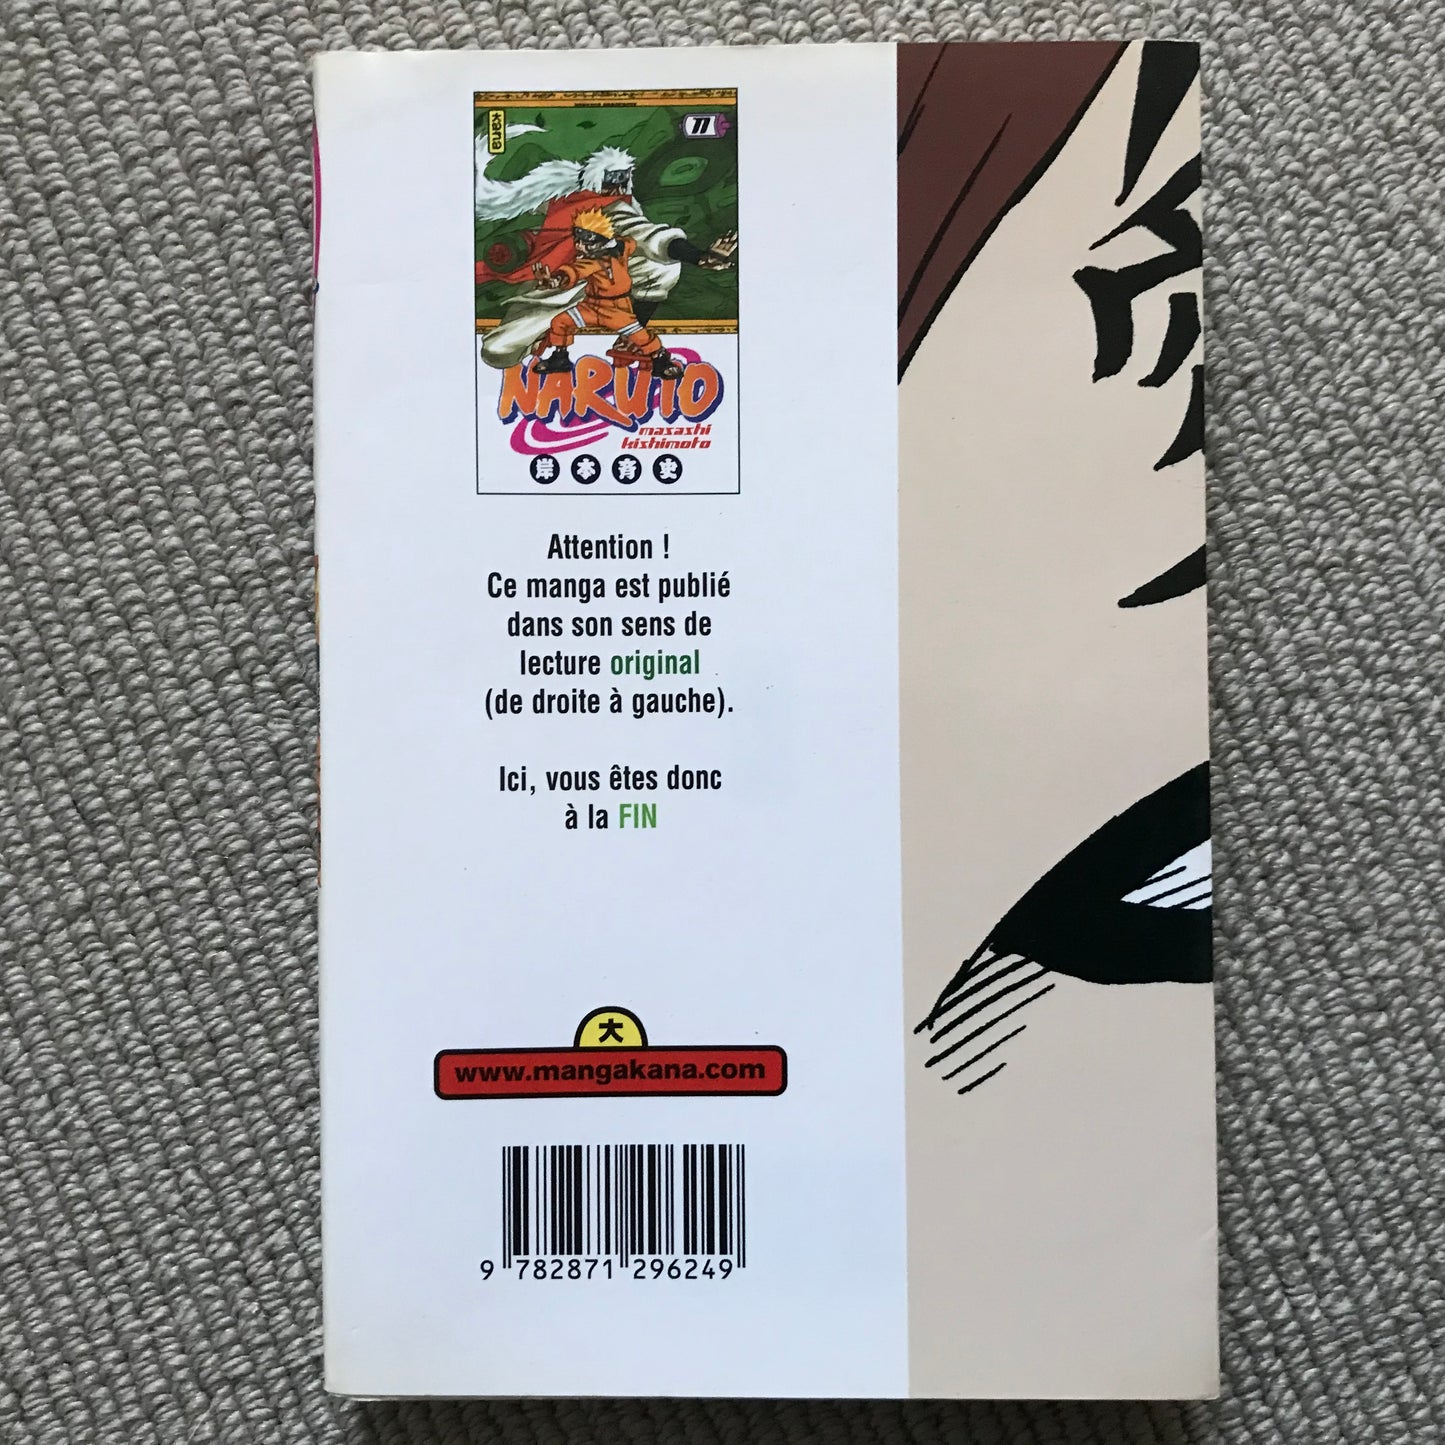 kana
11
NARUTO
masashi
kishimoto
岸本斉史
Attention !
Ce manga est publié
dans son sens de
lecture original
(de droite à gauche).
Ici, vous êtes donc
à la FIN
大
www.mangakana.com
9 782871 296249